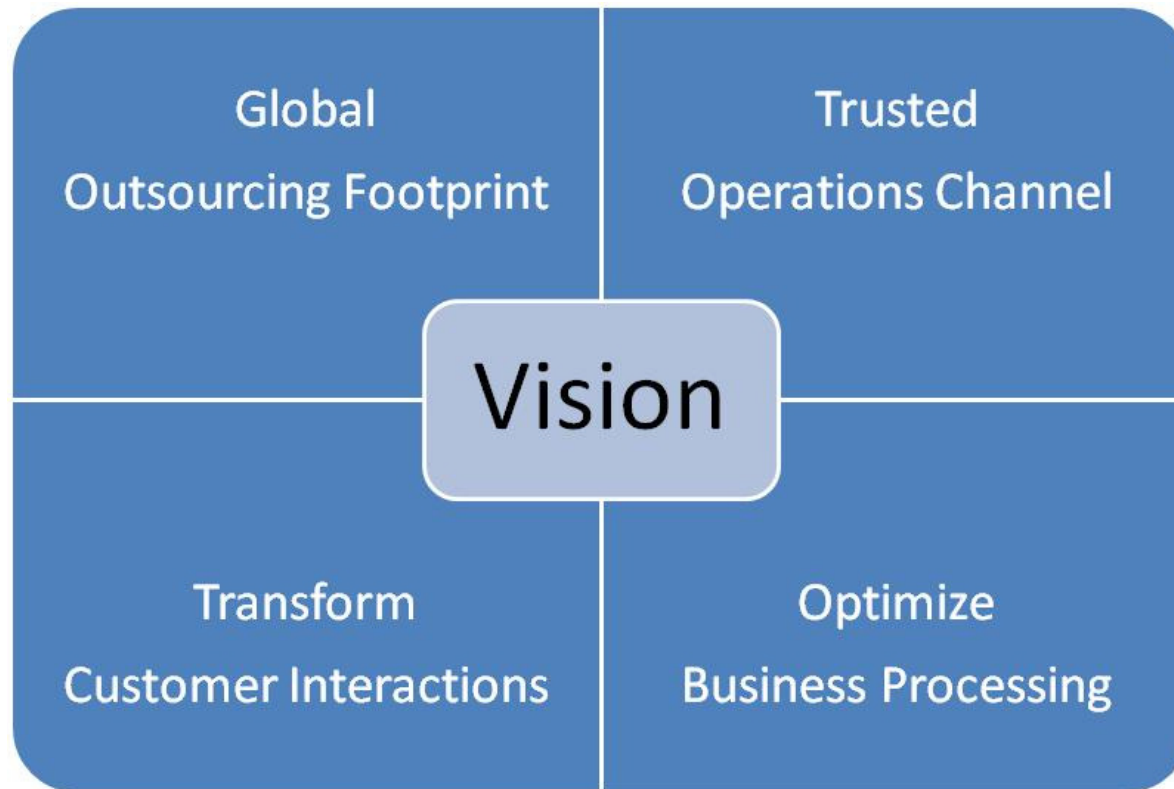 Global
Outsourcing Footprint
Trusted
Operations Channel
Vision
Transform
Customer Interactions
Optimize
Business Processing